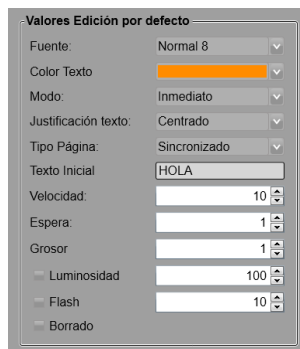 Valores Edición por defecto
Fuente: Normal 8
Color Texto
Modo: Inmediato
Justificación texto: Centrado
Tipo Página: Sincronizado
Texto Inicial HOLA
Velocidad: 10
Espera: 1
Grosor 1
Luminosidad 100
Flash 10
Borrado